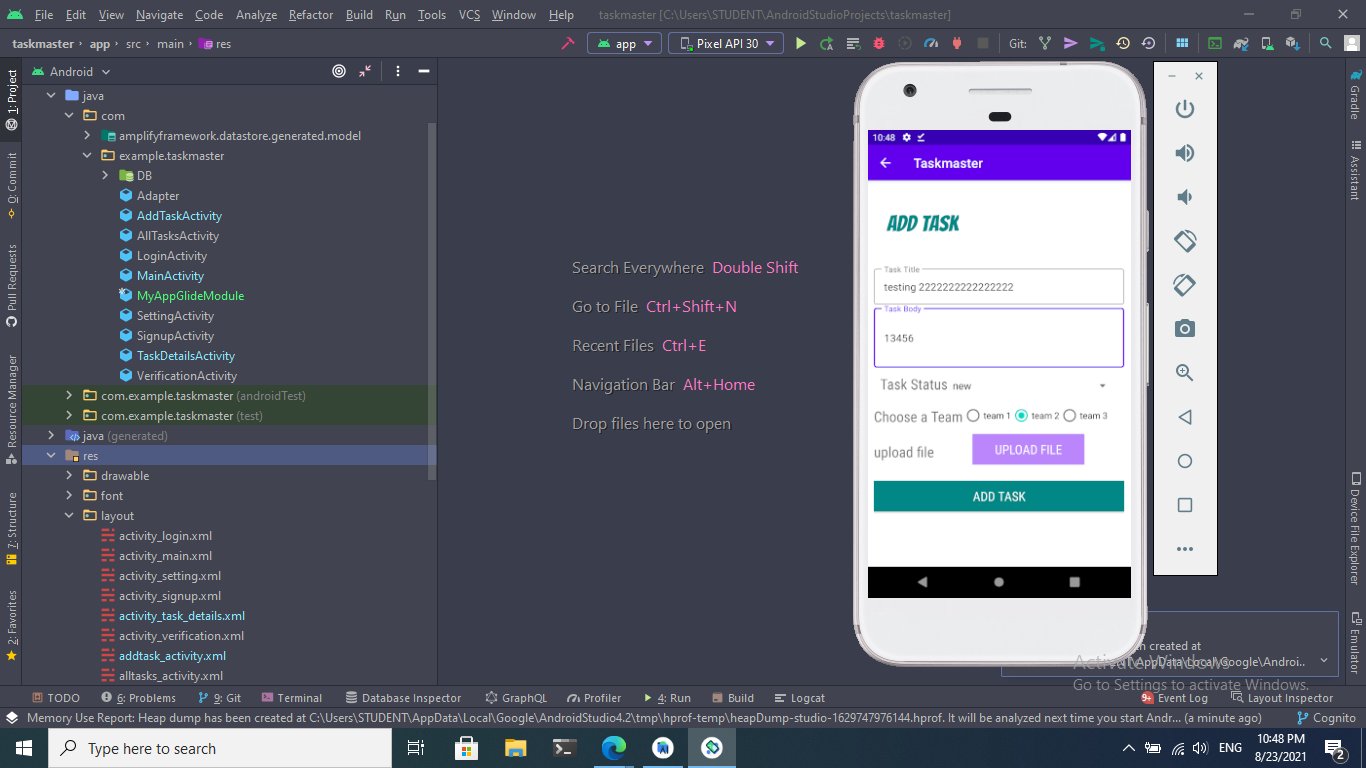 File Edit View Navigate Code Analyze Refactor Build Run Tools VCS Window Help taskmaster [C:\Users\STUDENT\AndroidStudioProjects\taskmaster]
taskmaster app src main res
app Pixel API 30 Git:
Android
1: Project
0: Commit
Pull Requests
Resource Manager
7: Structure
2: Favorites
java
com
amplifyframework.datastore.generated.model
example.taskmaster
DB
Adapter
AddTaskActivity
AllTasksActivity
LoginActivity
MainActivity
MyAppGlideModule
SettingActivity
SignupActivity
TaskDetailsActivity
VerificationActivity
com.example.taskmaster (androidTest)
com.example.taskmaster (test)
java (generated)
res
drawable
font
layout
activity_login.xml
activity_main.xml
activity_setting.xml
activity_signup.xml
activity_task_details.xml
activity_verification.xml
addtask_activity.xml
alltasks_activity.xml
Search Everywhere Double Shift
Go to File Ctrl+Shift+N
Recent Files Ctrl+E
Navigation Bar Alt+Home
Drop files here to open
10:48
Taskmaster
ADD TASK
Task Title
testing 2222222222222222
Task Body
13456
Task Status new
Choose a Team team 1 team 2 team 3
upload file UPLOAD FILE
ADD TASK
Gradle
Assistant
Device File Explorer
Emulator
created at
AppData\Local\Google\Androi..
Activate Windows
Go to Settings to activate Windows.
TODO 6: Problems 9: Git Terminal Database Inspector GraphQL Profiler 4: Run Build Logcat 9+ Event Log Layout Inspector
Memory Use Report: Heap dump has been created at C:\Users\STUDENT\AppData\Local\Google\AndroidStudio4.2\tmp\hprof-temp\heapDump-studio-1629747976144.hprof. It will be analyzed next time you start Andr... (a minute ago) Cognito
Type here to search
ENG
10:48 PM
8/23/2021
2